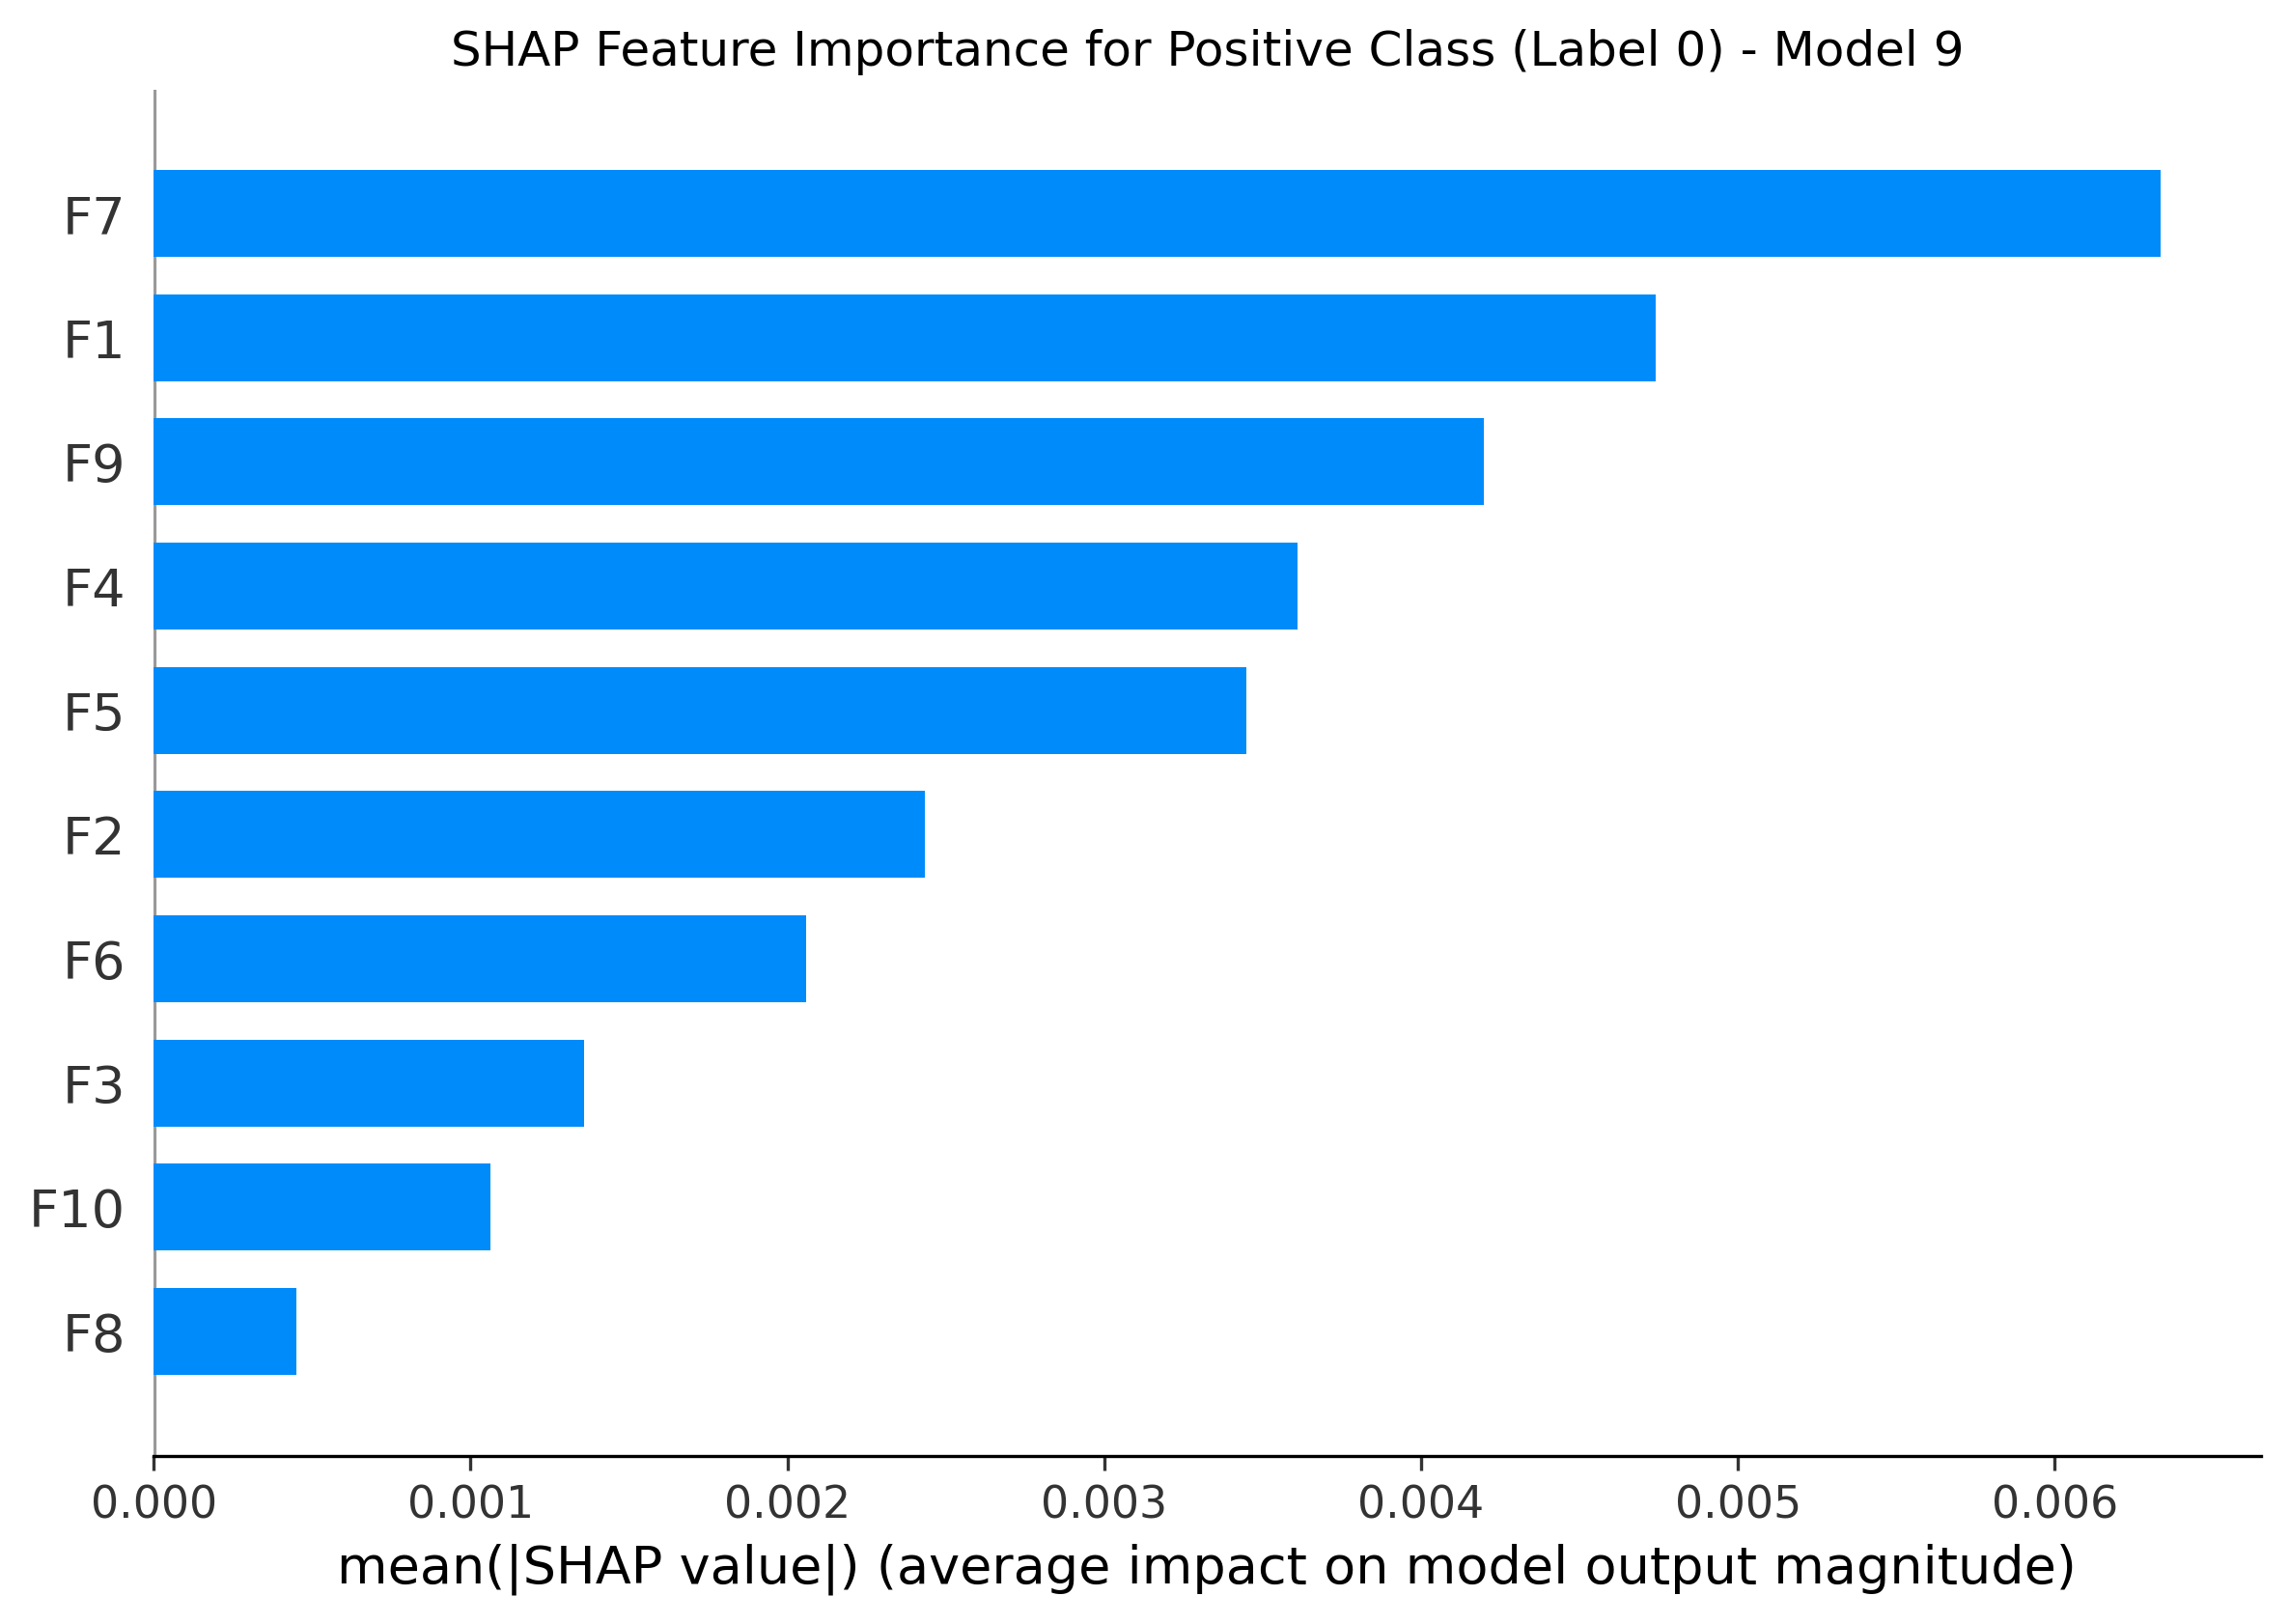 SHAP Feature Importance for Positive Class (Label 0) - Model 9
F7
F1
F9
F4
F5
F2
F6
F3
F10
F8
0.000 0.001 0.002 0.003 0.004 0.005 0.006
mean(|SHAP value|) (average impact on model output magnitude)